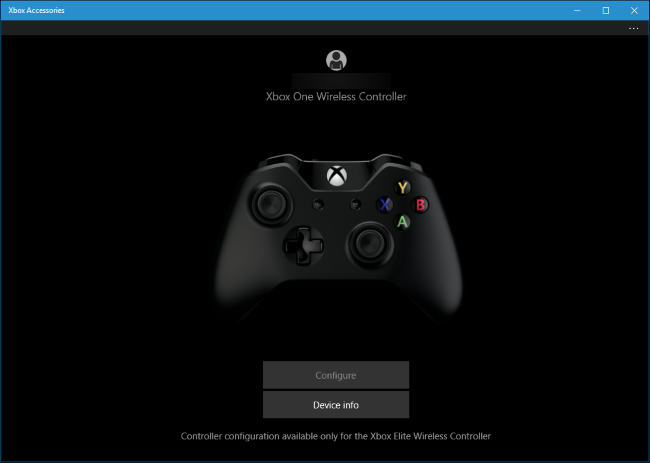 Xbox Accessories
Xbox One Wireless Controller
Y
X
B
A
Configure
Device info
Controller configuration available only for the Xbox Elite Wireless Controller